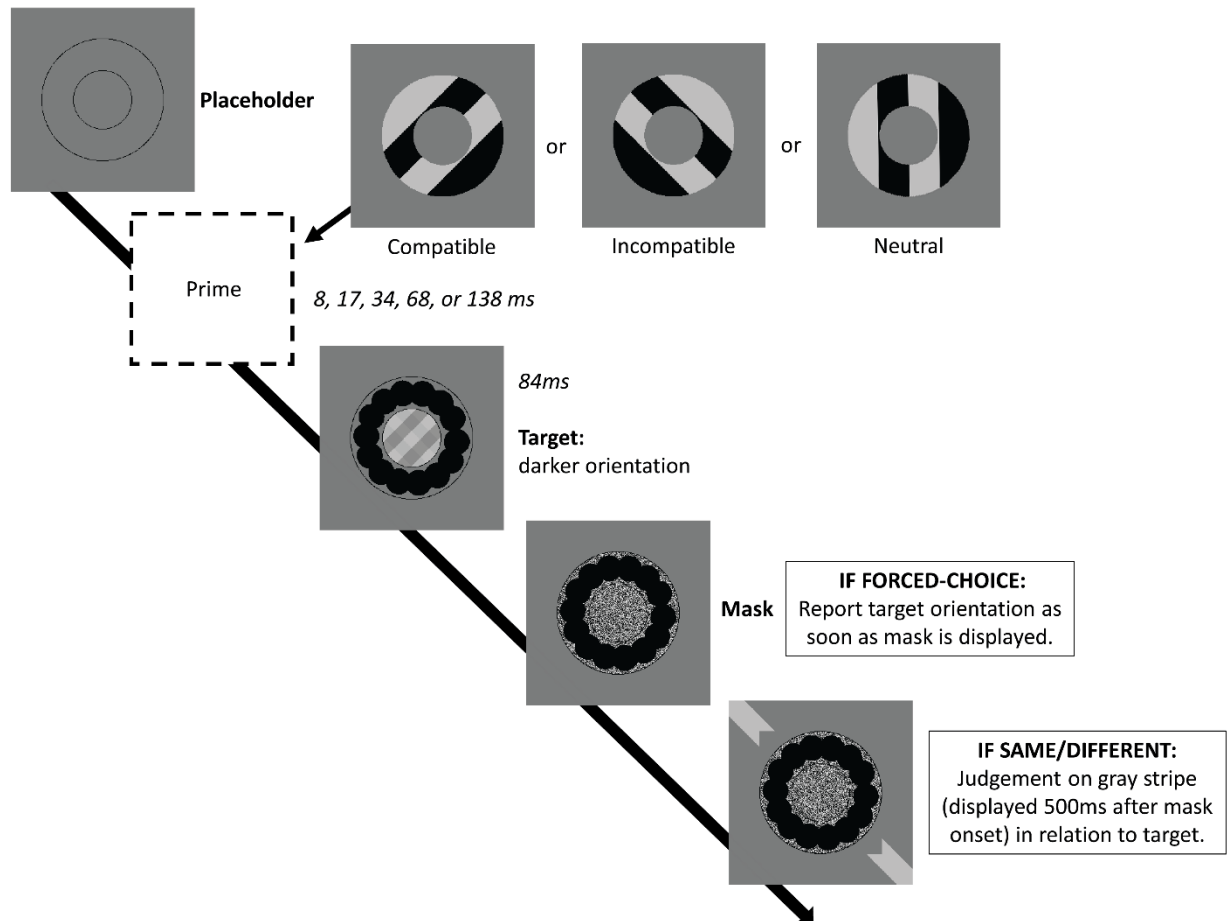 Placeholder
or
or
Compatible
Incompatible
Neutral
Prime
8, 17, 34, 68, or 138 ms
84ms
Target:
darker orientation
Mask
IF FORCED-CHOICE:
Report target orientation as
soon as mask is displayed.
IF SAME/DIFFERENT:
Judgement on gray stripe
(displayed 500ms after mask
onset) in relation to target.